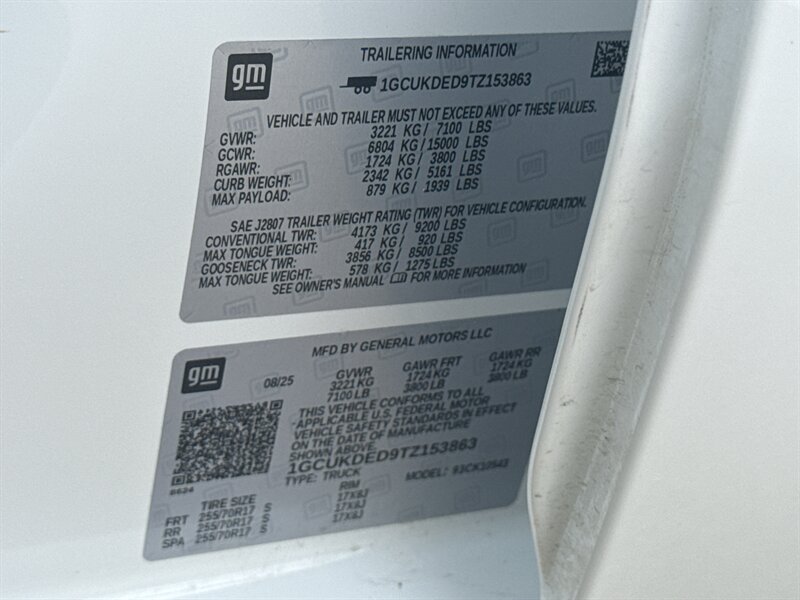 gm
TRAILERING INFORMATION
1GCUKDED9TZ153863
VEHICLE AND TRAILER MUST NOT EXCEED ANY OF THESE VALUES.
GVWR: 3221 KG / 7100 LBS
GCWR: 6804 KG / 15000 LBS
RGAWR: 1724 KG / 3800 LBS
CURB WEIGHT: 2342 KG / 5161 LBS
MAX PAYLOAD: 879 KG / 1939 LBS
SAE J2807 TRAILER WEIGHT RATING (TWR) FOR VEHICLE CONFIGURATION.
CONVENTIONAL TWR: 4173 KG / 9200 LBS
MAX TONGUE WEIGHT: 417 KG / 920 LBS
GOOSENECK TWR: 3856 KG / 8500 LBS
MAX TONGUE WEIGHT: 578 KG / 1275 LBS
SEE OWNER'S MANUAL FOR MORE INFORMATION
gm
MFD BY GENERAL MOTORS LLC
08/25
GVWR GAWR FRT GAWR RR
3221 KG 1724 KG 1724 KG
7100 LB 3800 LB 3800 LB
THIS VEHICLE CONFORMS TO ALL
APPLICABLE U.S. FEDERAL MOTOR
VEHICLE SAFETY STANDARDS IN EFFECT
ON THE DATE OF MANUFACTURE
SHOWN ABOVE.
1GCUKDED9TZ153863
TYPE: TRUCK MODEL:
TIRE SIZE RIM
FRT 255/70R17 S 17X8J
RR 255/70R17 S 17X8J
SPA 255/70R17 S 17X8J